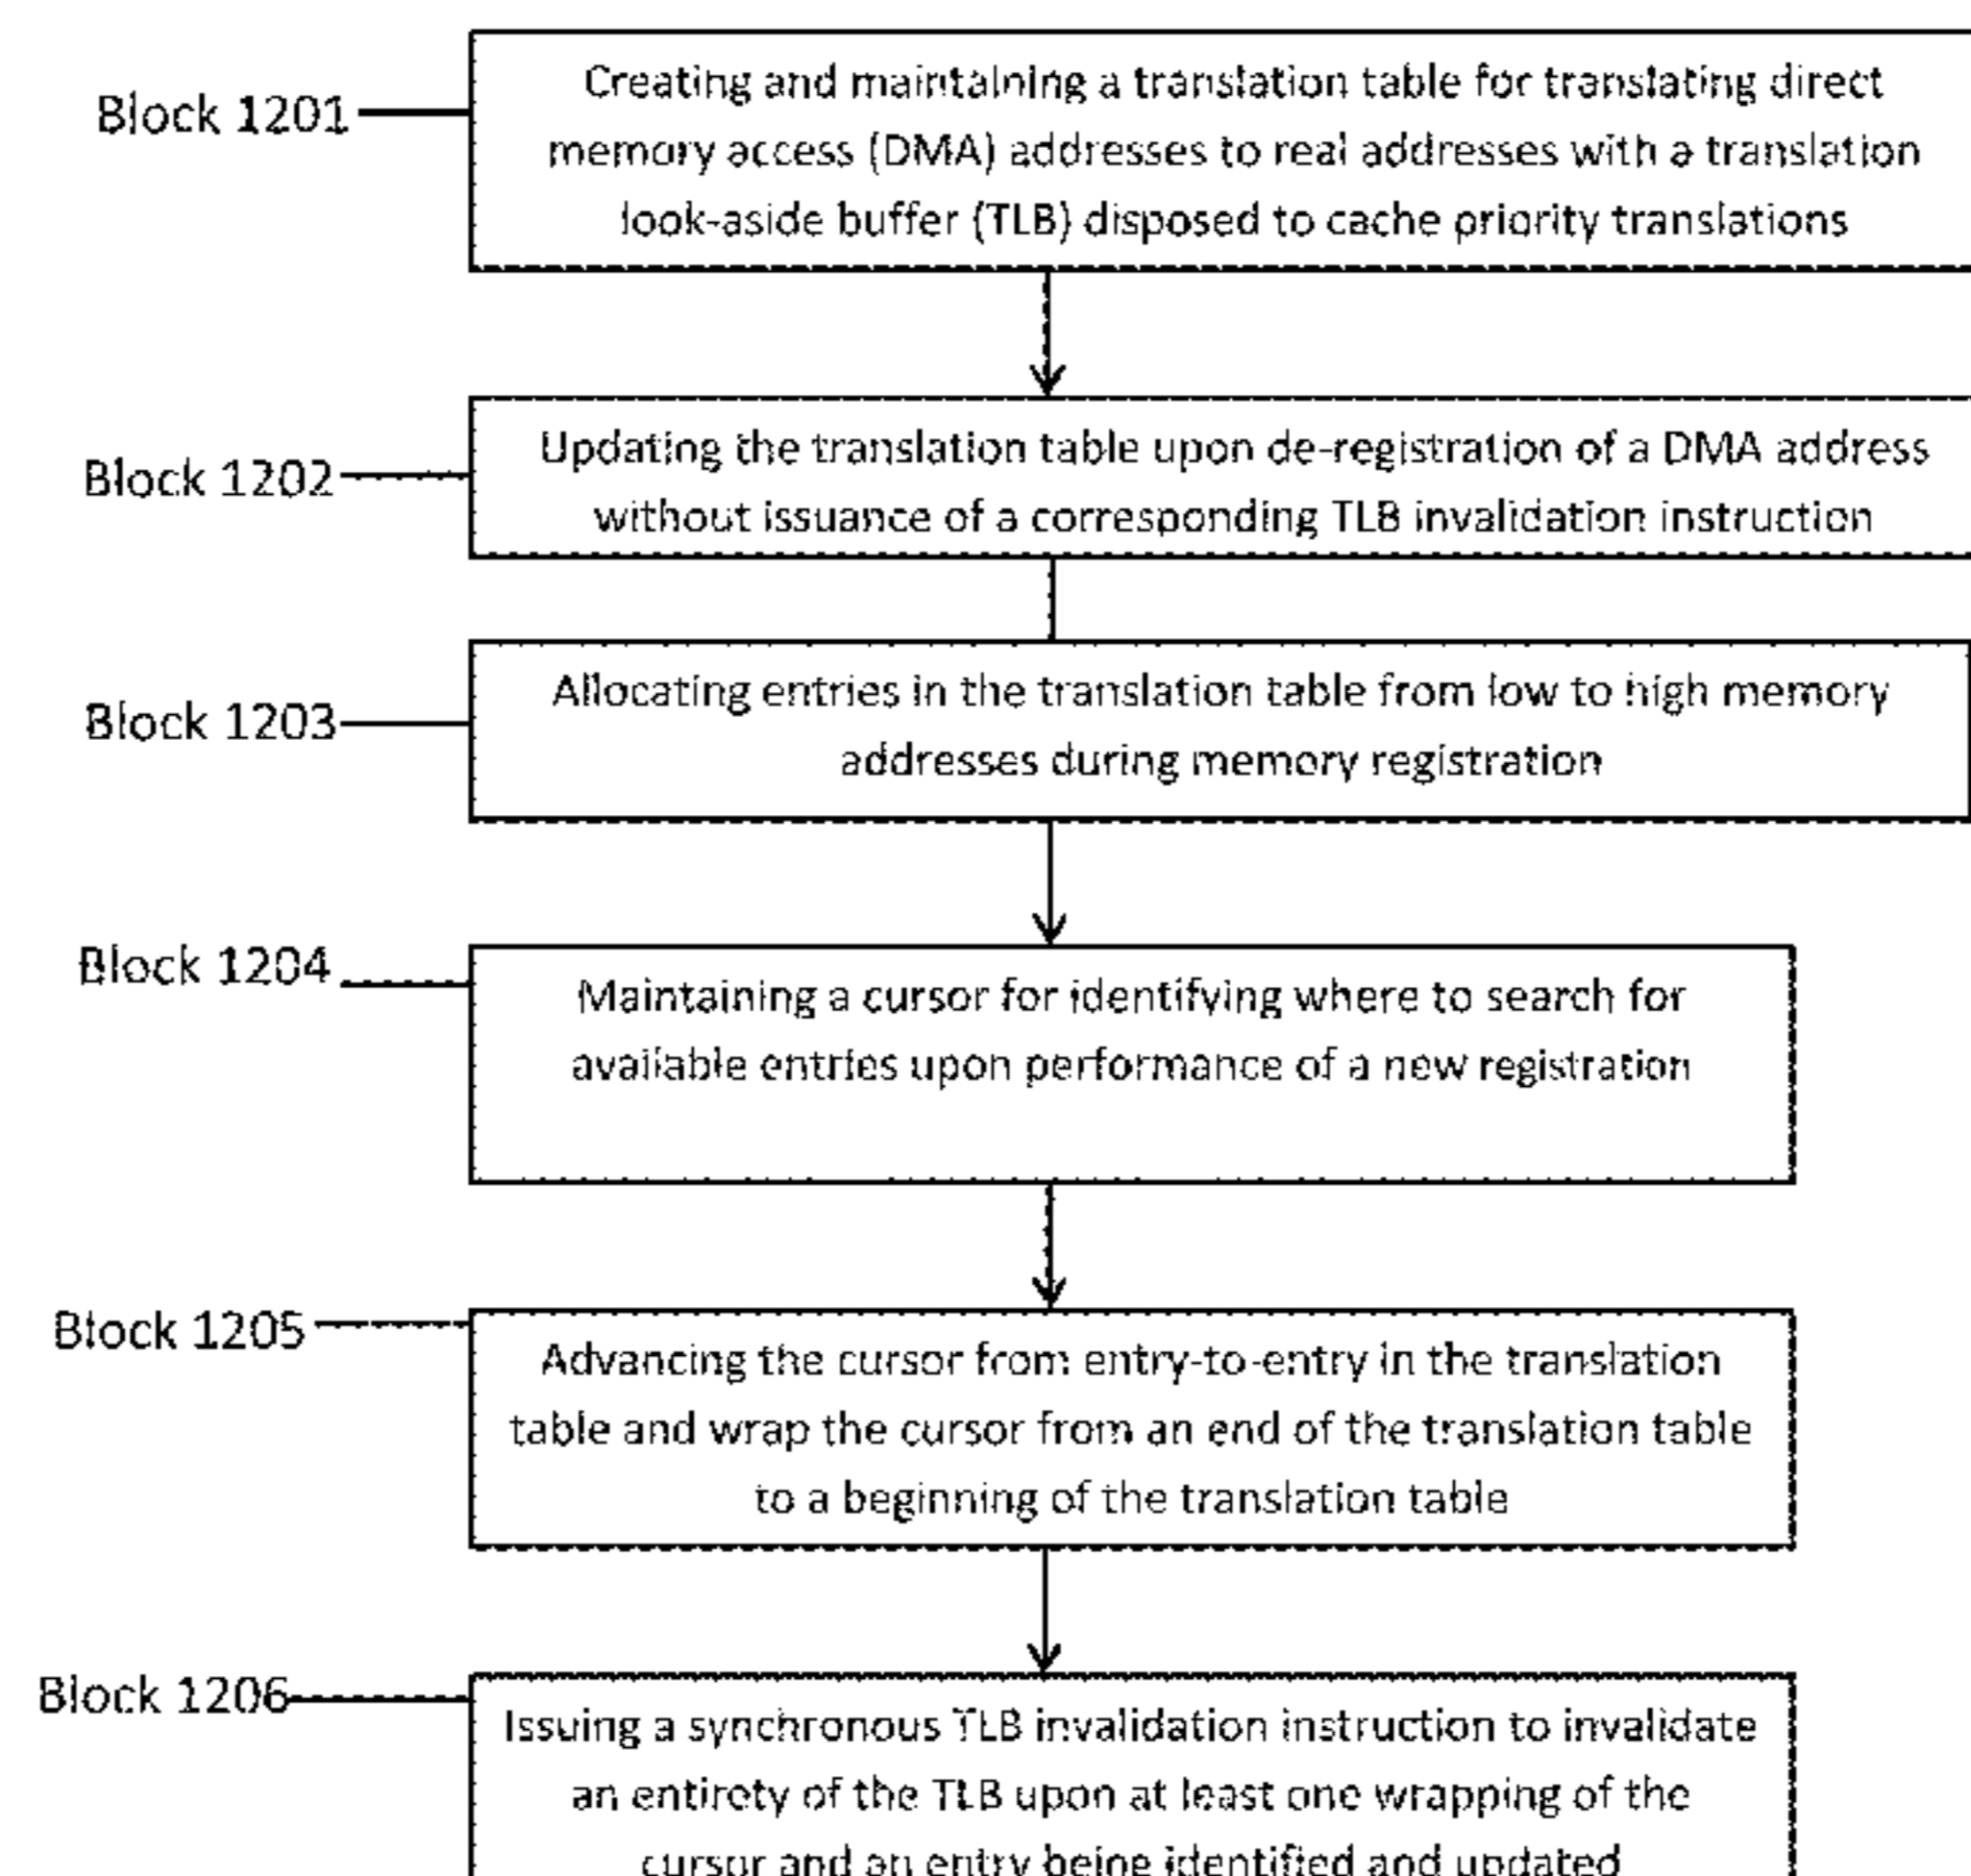 Block 1201
Creating and maintaining a translation table for translating direct
memory access (DMA) addresses to real addresses with a translation
look-aside buffer (TLB) disposed to cache priority translations
Block 1202
Updating the translation table upon de-registration of a DMA address
without issuance of a corresponding TLB invalidation instruction
Block 1203
Allocating entries in the translation table from low to high memory
addresses during memory registration
Block 1204
Maintaining a cursor for identifying where to search for
available entries upon performance of a new registration
Block 1205
Advancing the cursor from entry-to-entry in the translation
table and wrap the cursor from an end of the translation table
to a beginning of the translation table
Block 1206
Issuing a synchronous TLB invalidation instruction to invalidate
an entirety of the TLB upon at least one wrapping of the
cursor and an entry being identified and updated